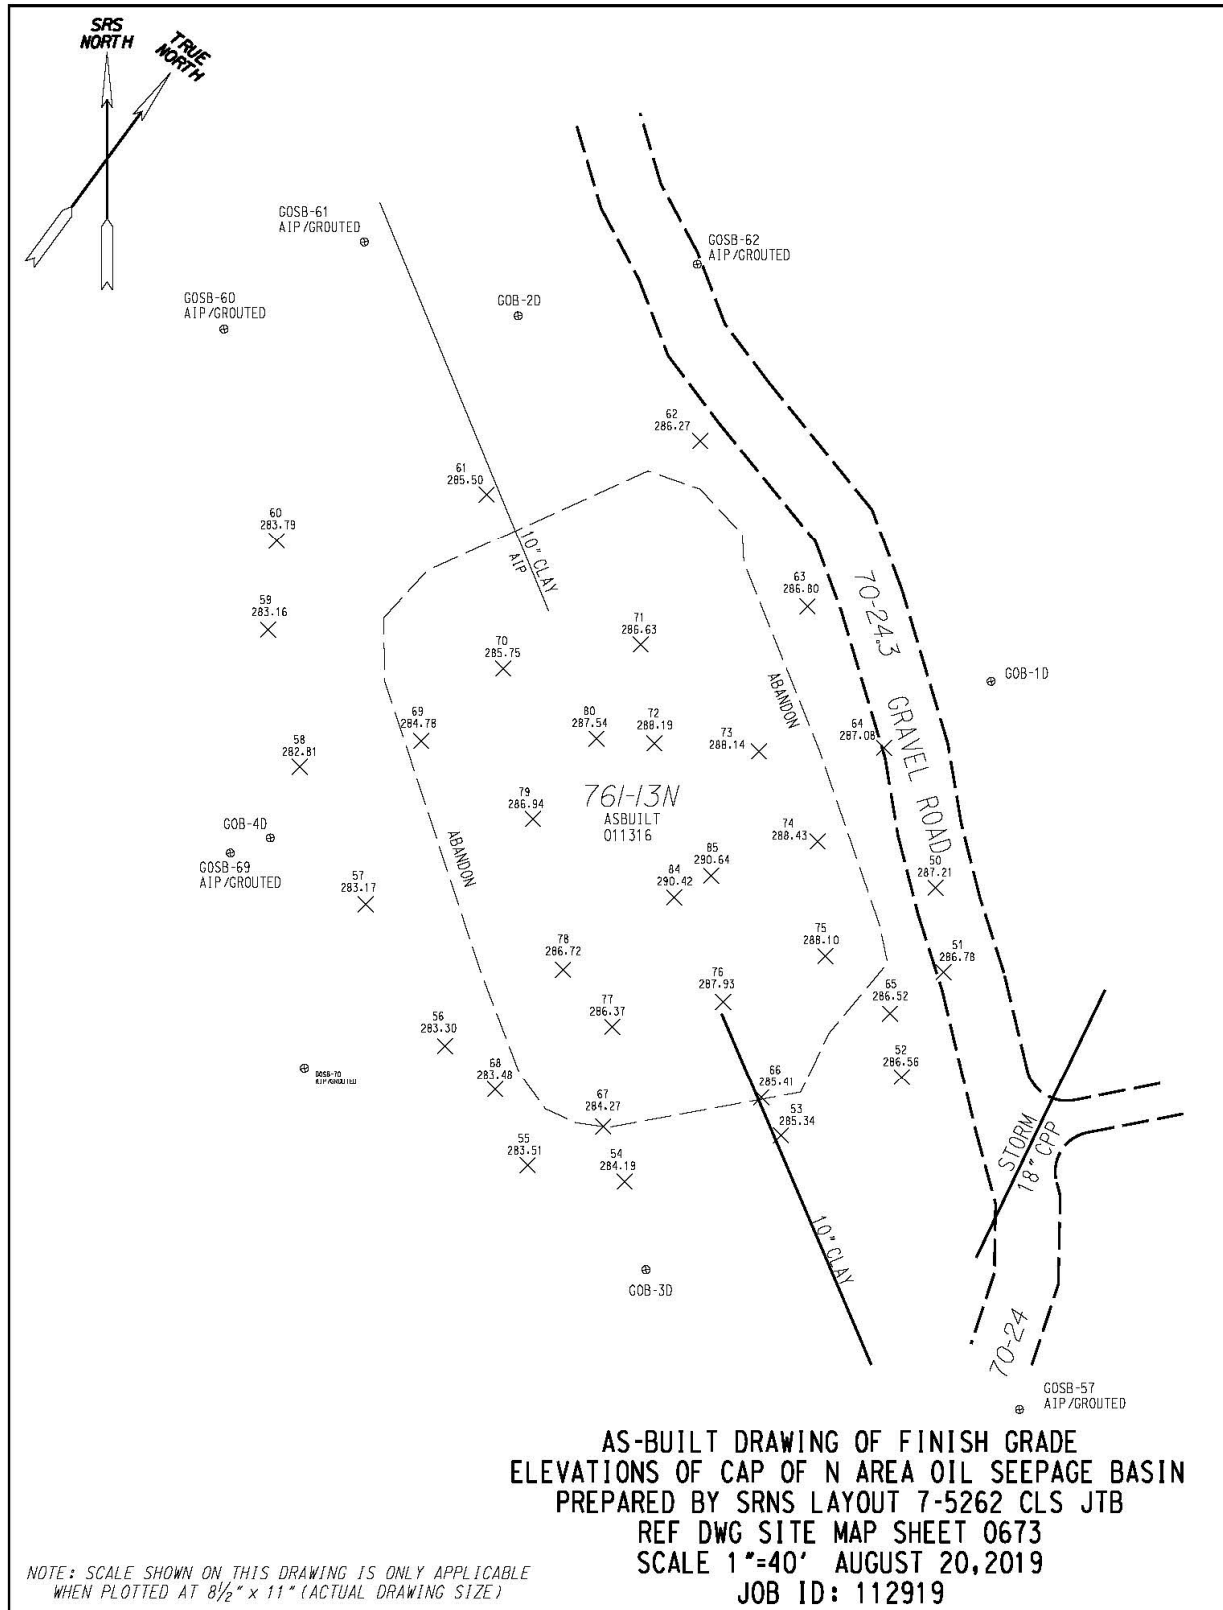 SRS
NORTH
TRUE
NORTH
GOSB-61
AIP/GROUTED
GOSB-62
AIP/GROUTED
GOSB-60
AIP/GROUTED
GOB-2D
62
286.27
61
285.50
60
283.79
10" CLAY
AIP
63
286.80
70-24.3 GRAVEL ROAD
59
283.16
71
286.63
70
285.75
GOB-1D
ABANDON
69
284.78
80
287.54
72
288.19
73
288.14
64
287.08
58
282.81
761-13N
ASBUILT
011316
79
286.94
GOB-4D
ABANDON
74
288.43
GOSB-69
AIP/GROUTED
85
290.64
84
290.42
50
287.21
57
283.17
78
286.72
75
288.10
51
286.78
76
287.93
65
286.52
77
286.37
56
283.30
52
286.56
GOSB-70
AIP/GROUTED
68
283.48
66
285.41
67
284.27
53
285.34
STORM
18" CPP
55
283.51
54
284.19
10" CLAY
GOB-3D
70-24
GOSB-57
AIP/GROUTED
AS-BUILT DRAWING OF FINISH GRADE
ELEVATIONS OF CAP OF N AREA OIL SEEPAGE BASIN
PREPARED BY SRNS LAYOUT 7-5262 CLS JTB
REF DWG SITE MAP SHEET 0673
SCALE 1"=40' AUGUST 20,2019
JOB ID: 112919
NOTE: SCALE SHOWN ON THIS DRAWING IS ONLY APPLICABLE
WHEN PLOTTED AT 8½" x 11" (ACTUAL DRAWING SIZE)